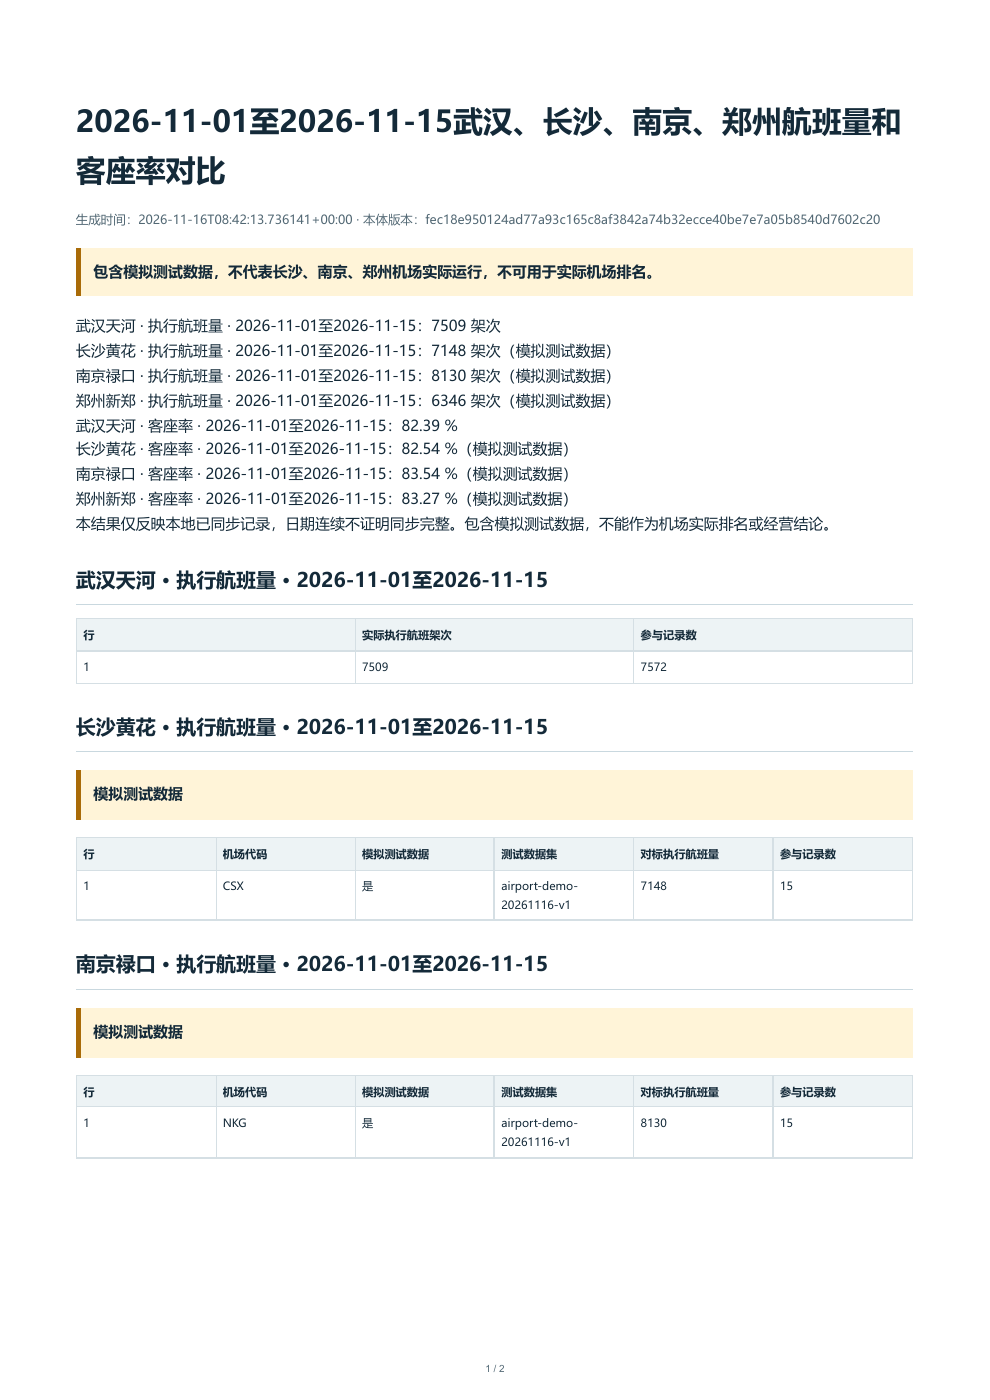 2026-11-01至2026-11-15武汉、长沙、南京、郑州航班量和
客座率对比
生成时间：2026-11-16T08:42:13.736141+00:00 · 本体版本：fec18e950124ad77a93c165c8af3842a74b32ecce40be7e7a05b8540d7602c20
包含模拟测试数据，不代表长沙、南京、郑州机场实际运行，不可用于实际机场排名。
武汉天河 · 执行航班量 · 2026-11-01至2026-11-15：7509 架次
长沙黄花 · 执行航班量 · 2026-11-01至2026-11-15：7148 架次（模拟测试数据）
南京禄口 · 执行航班量 · 2026-11-01至2026-11-15：8130 架次（模拟测试数据）
郑州新郑 · 执行航班量 · 2026-11-01至2026-11-15：6346 架次（模拟测试数据）
武汉天河 · 客座率 · 2026-11-01至2026-11-15：82.39 %
长沙黄花 · 客座率 · 2026-11-01至2026-11-15：82.54 %（模拟测试数据）
南京禄口 · 客座率 · 2026-11-01至2026-11-15：83.54 %（模拟测试数据）
郑州新郑 · 客座率 · 2026-11-01至2026-11-15：83.27 %（模拟测试数据）
本结果仅反映本地已同步记录，日期连续不证明同步完整。包含模拟测试数据，不能作为机场实际排名或经营结论。
武汉天河 • 执行航班量 • 2026-11-01至2026-11-15
行 实际执行航班架次 参与记录数
1 7509 7572
长沙黄花 • 执行航班量 • 2026-11-01至2026-11-15
模拟测试数据
行 机场代码 模拟测试数据 测试数据集 对标执行航班量 参与记录数
1 CSX 是 airport-demo- 7148 15
20261116-v1
南京禄口 • 执行航班量 • 2026-11-01至2026-11-15
模拟测试数据
行 机场代码 模拟测试数据 测试数据集 对标执行航班量 参与记录数
1 NKG 是 airport-demo- 8130 15
20261116-v1
1 / 2